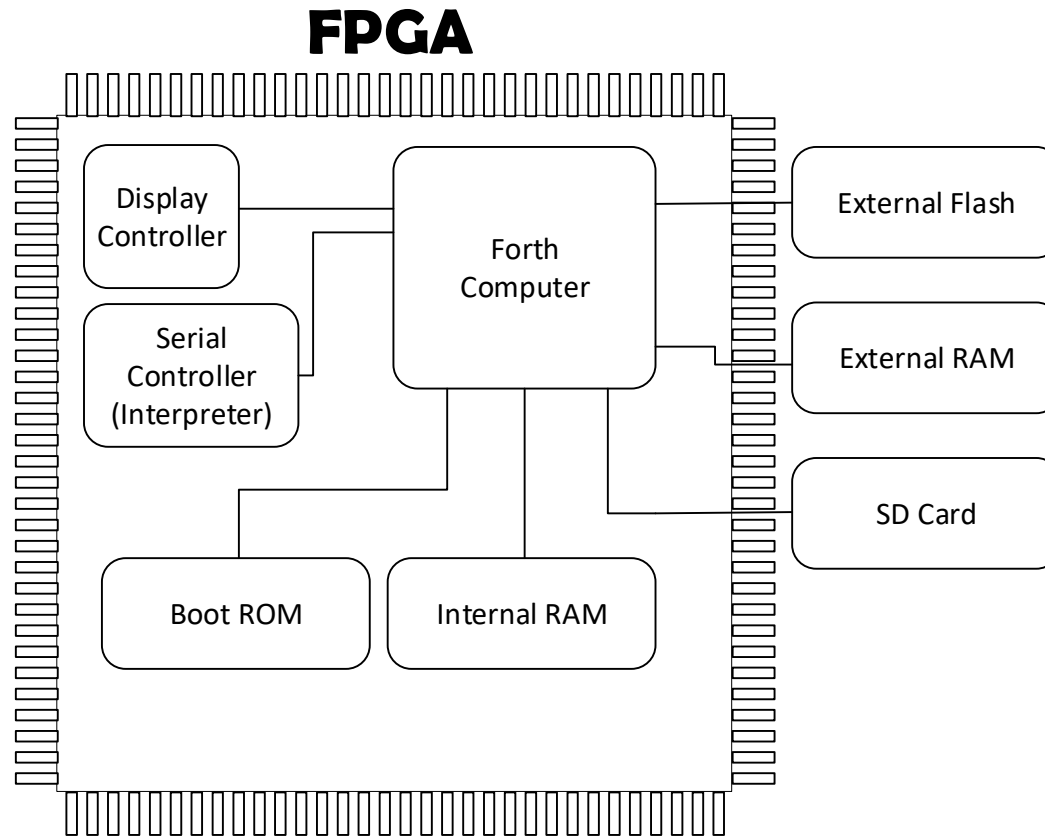 FPGA
Display
Controller
Forth
Computer
External Flash
Serial
Controller
(Interpreter)
External RAM
SD Card
Boot ROM
Internal RAM